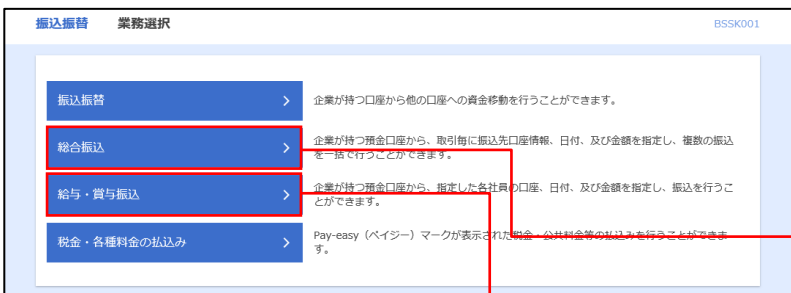 振込振替 業務選択 BSSK001
振込振替 企業が持つ口座から他の口座への資金移動を行うことができます。
総合振込 企業が持つ預金口座から、取引毎に振込先口座情報、日付、及び金額を指定し、複数の振込
を一括で行うことができます。
給与・賞与振込 企業が持つ預金口座から、指定した各社員の口座、日付、及び金額を指定し、振込を行うこ
とができます。
税金・各種料金の払込み Pay-easy（ペイジー）マークが表示された税金・公共料金等の払込みを行うことができま
す。